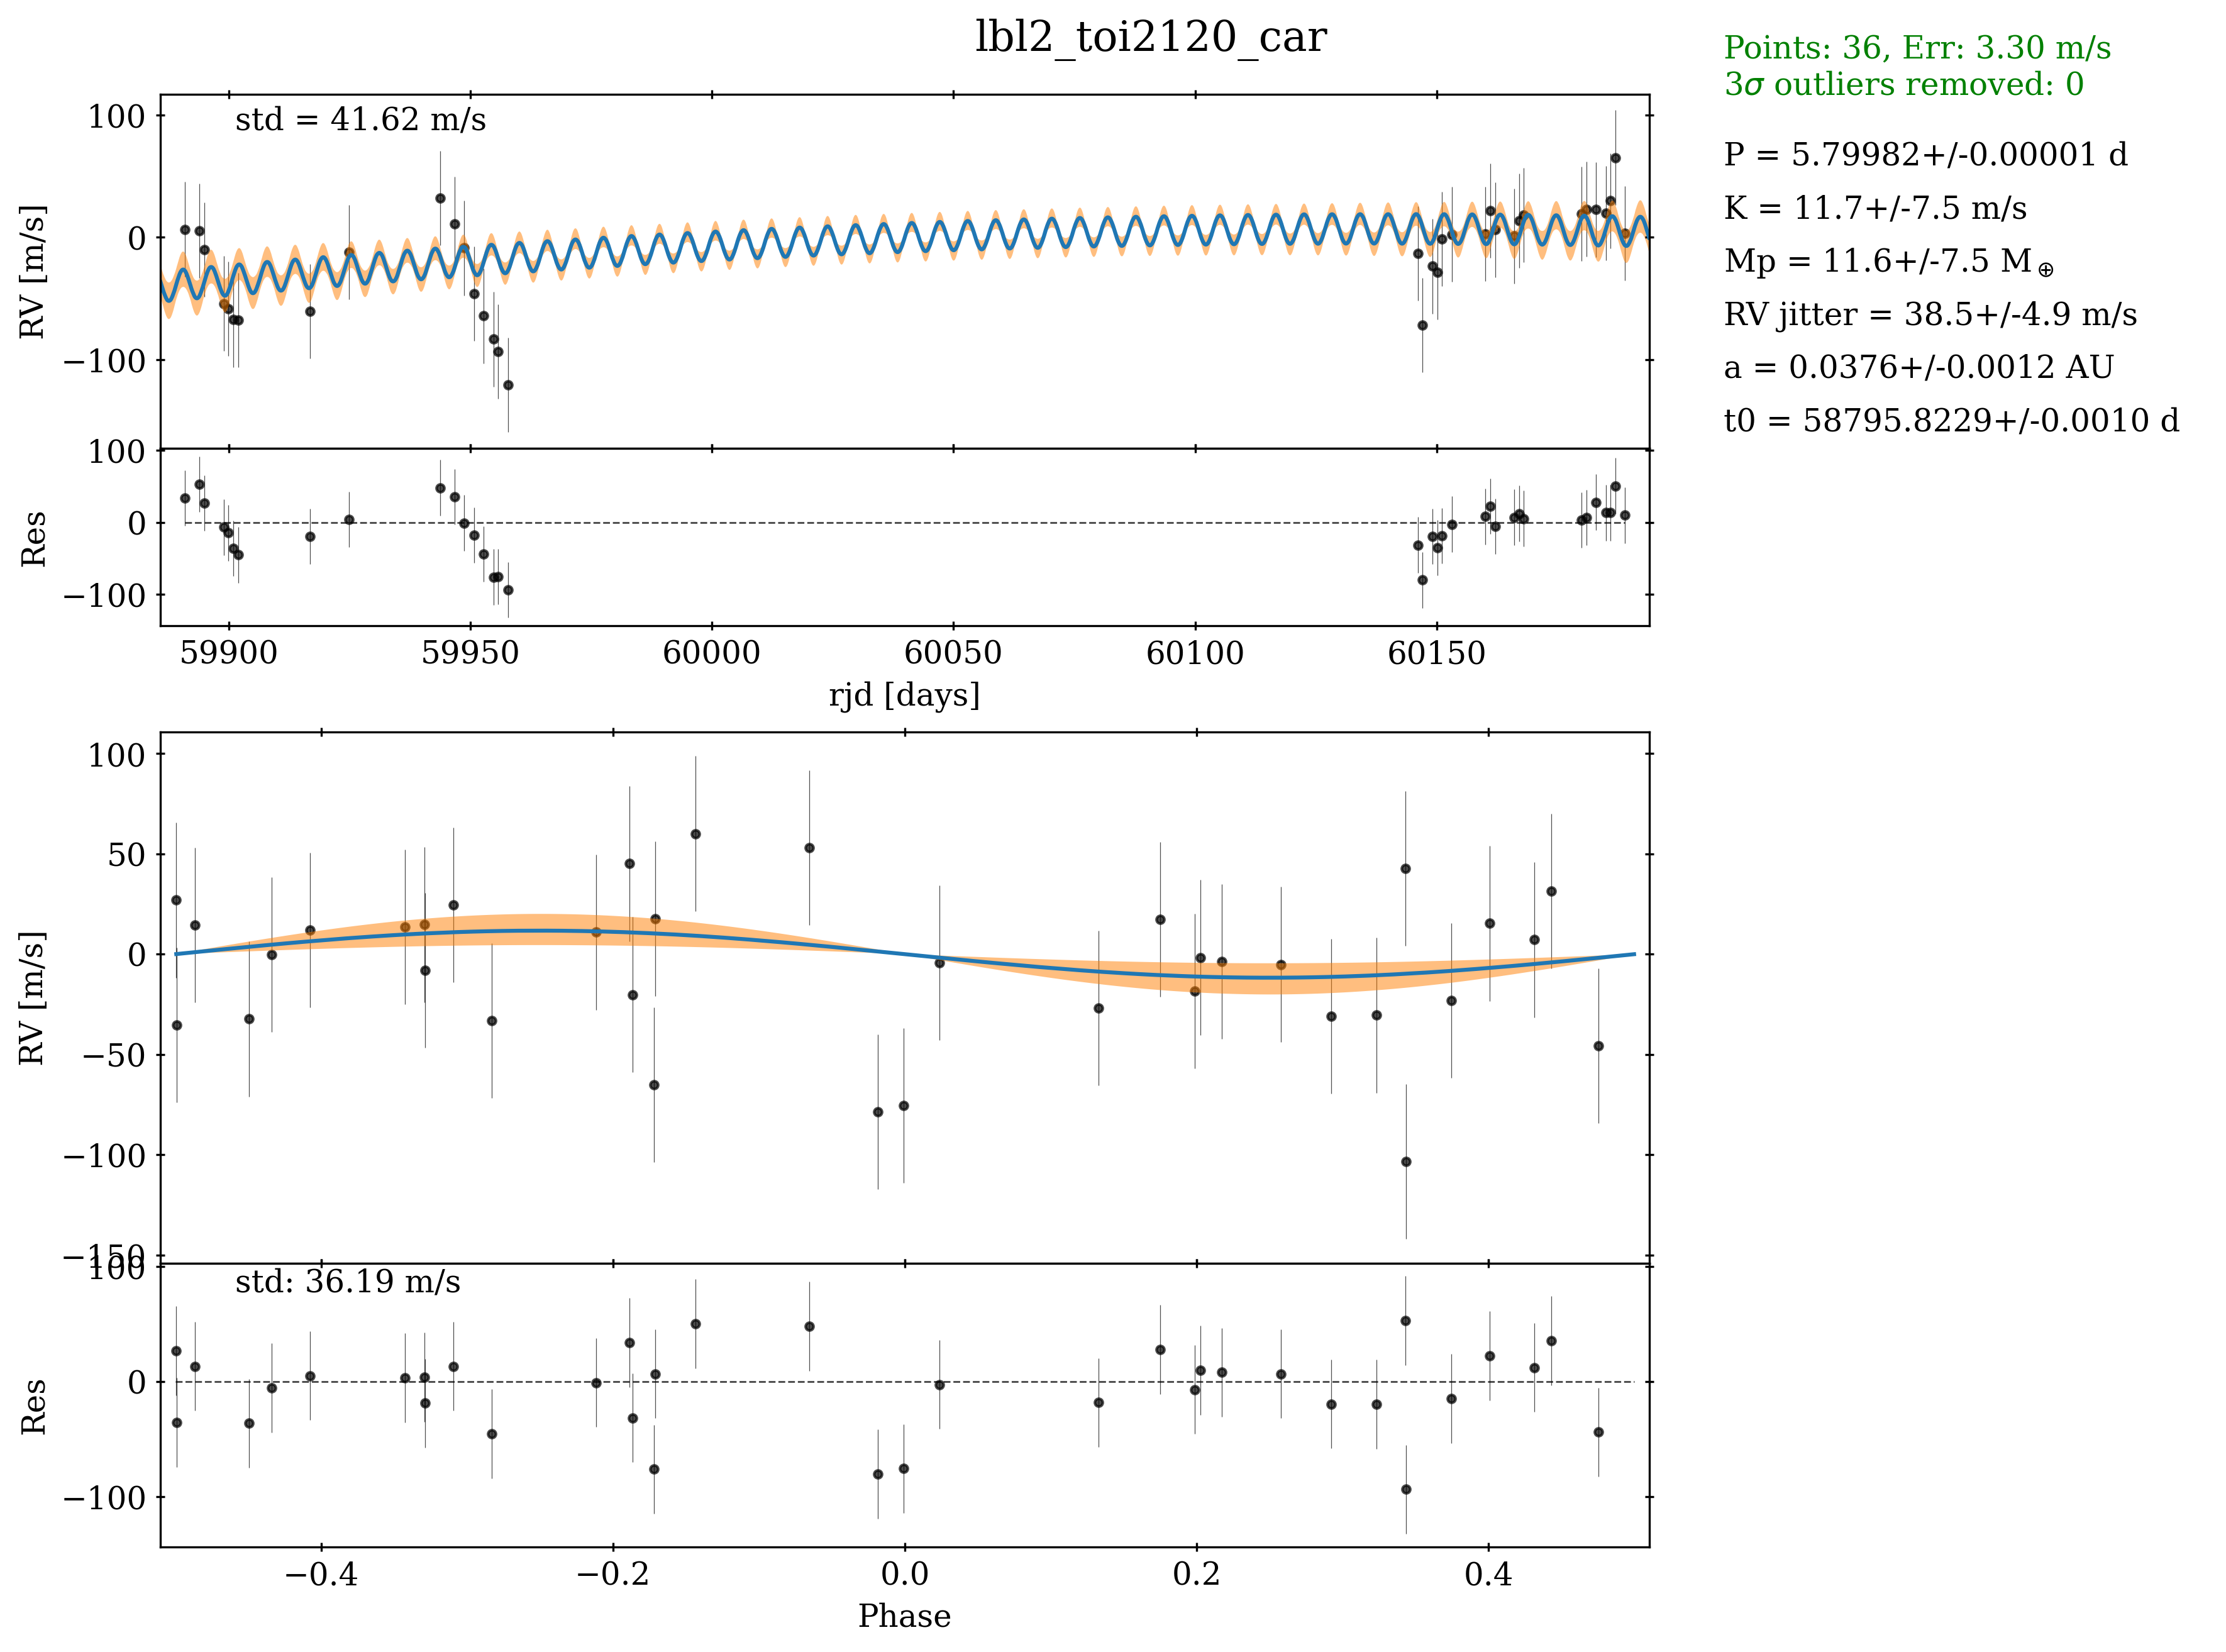 lbl2_toi2120_car
Points: 36, Err: 3.30 m/s
3σ outliers removed: 0
P = 5.79982+/-0.00001 d
K = 11.7+/-7.5 m/s
Mp = 11.6+/-7.5 M⊕
RV jitter = 38.5+/-4.9 m/s
a = 0.0376+/-0.0012 AU
t0 = 58795.8229+/-0.0010 d
std = 41.62 m/s
100
0
−100
RV [m/s]
100
0
−100
Res
59900 59950 60000 60050 60100 60150
rjd [days]
100
50
0
−50
−100
−150
RV [m/s]
std: 36.19 m/s
100
0
−100
Res
−0.4 −0.2 0.0 0.2 0.4
Phase